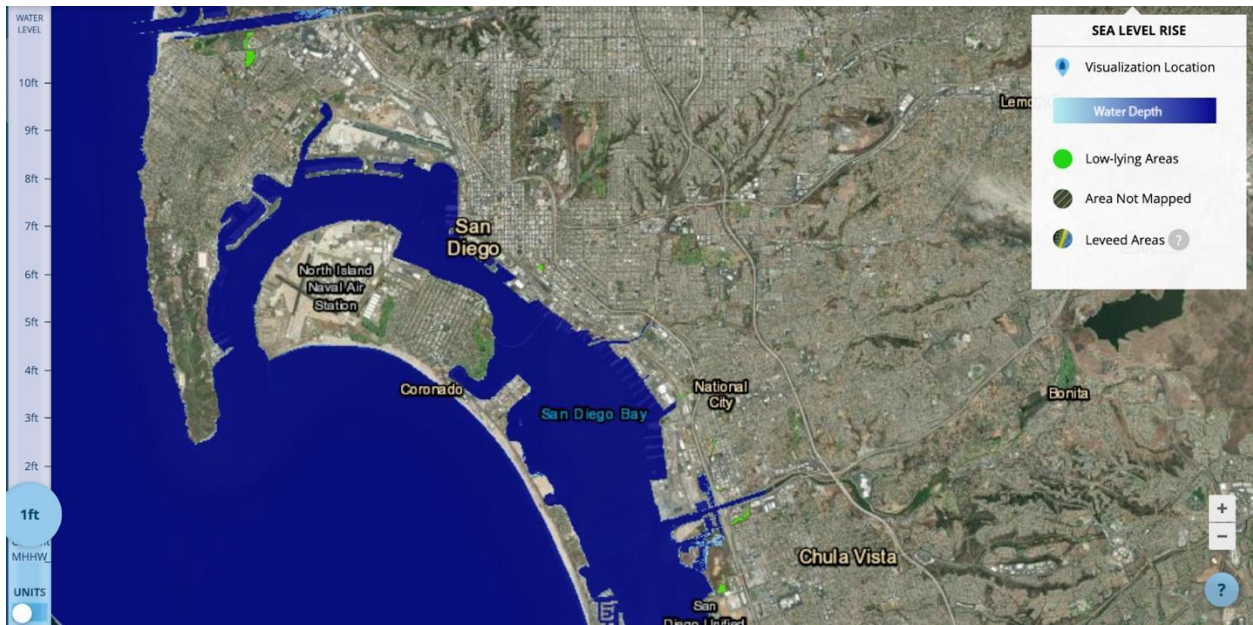 WATER
LEVEL
10ft
9ft
8ft
7ft
6ft
5ft
4ft
3ft
2ft
1ft
MHHW
UNITS
San
Diego
North Island
Naval Air
Station
Coronado
San Diego Bay
National
City
Chula Vista
San
Diego Unified
Bonita
Lemon
SEA LEVEL RISE
Visualization Location
Water Depth
Low-lying Areas
Area Not Mapped
Leveed Areas ?
+
−
?